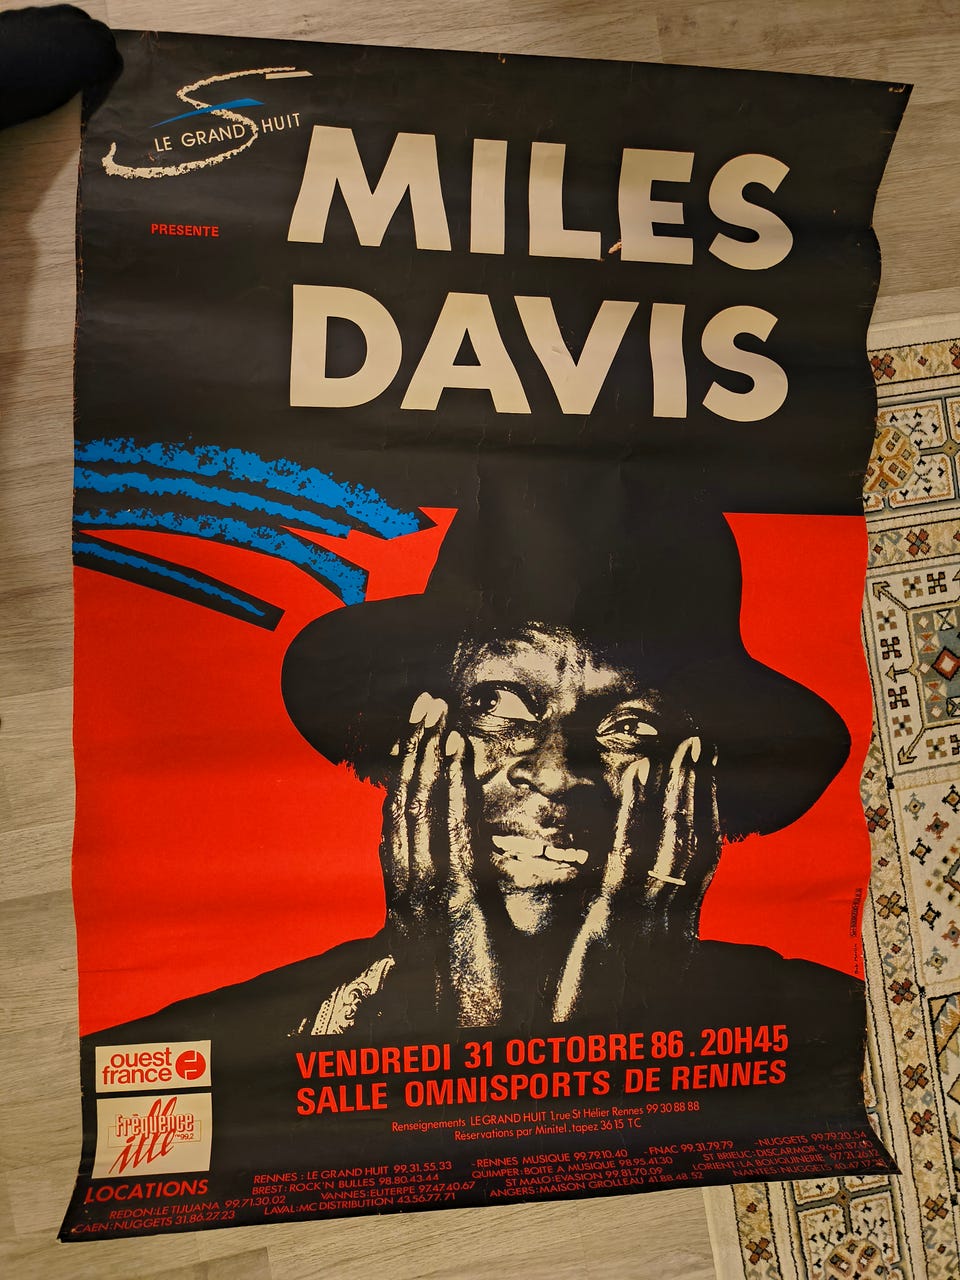 LE GRAND HUIT
PRESENTE
MILES
DAVIS
VENDREDI 31 OCTOBRE 86. 20H45
SALLE OMNISPORTS DE RENNES
Renseignements LE GRAND HUIT 1, rue St Hélier Rennes 99 30 88 88
Réservations par Minitel. tapez 36 15 TC
ouest
france
Fréquence
ille
FM 99,2
LOCATIONS
RENNES : LE GRAND HUIT 99.31.55.33 -RENNES MUSIQUE 99.79.10.40 -FNAC 99.31.79.79 -NUGGETS 99.79.20.54
BREST: ROCK'N BULLES 98.80.43.44 QUIMPER: BOITE A MUSIQUE 98.95.41.30 ST BRIEUC: DISCARMOR
REDON: LE TIJUANA 99.71.30.02 VANNES: EUTERPE 97.47.40.67 ST MALO: EVASION 99.81.70.09 LORIENT: LA BOUQUINERIE
CAEN: NUGGETS 31.86.27.23 LAVAL: MC DISTRIBUTION 43.56.77.71 ANGERS: MAISON GROLLEAU 41.88.48.52 NANTES: NUGGETS